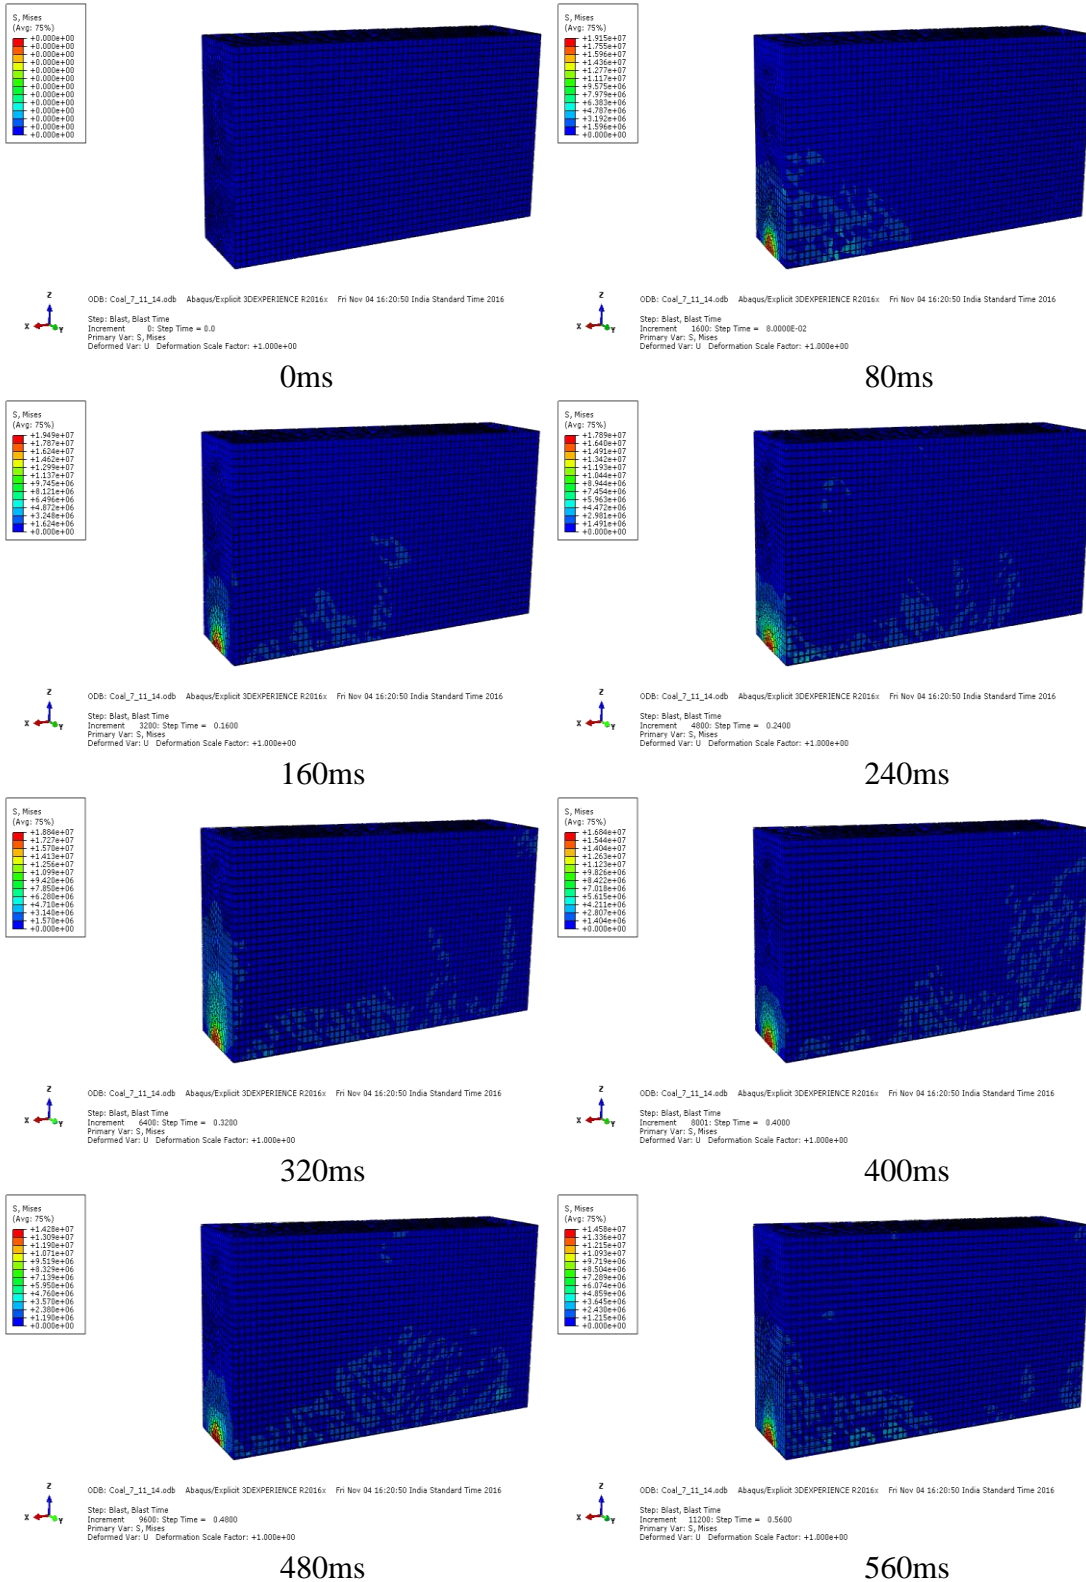 S, Mises
(Avg: 75%)
+0.000e+00
+0.000e+00
+0.000e+00
+0.000e+00
+0.000e+00
+0.000e+00
+0.000e+00
+0.000e+00
+0.000e+00
+0.000e+00
+0.000e+00
+0.000e+00
+0.000e+00
Z
X
Y
ODB: Coal_7_11_14.odb Abaqus/Explicit 3DEXPERIENCE R2016x Fri Nov 04 16:20:50 India Standard Time 2016
Step: Blast, Blast Time
Increment 0: Step Time = 0.0
Primary Var: S, Mises
Deformed Var: U Deformation Scale Factor: +1.000e+00
0ms
S, Mises
(Avg: 75%)
+1.915e+07
+1.755e+07
+1.596e+07
+1.436e+07
+1.277e+07
+1.117e+07
+9.575e+06
+7.979e+06
+6.383e+06
+4.787e+06
+3.192e+06
+1.596e+06
+0.000e+00
Z
X
Y
ODB: Coal_7_11_14.odb Abaqus/Explicit 3DEXPERIENCE R2016x Fri Nov 04 16:20:50 India Standard Time 2016
Step: Blast, Blast Time
Increment 1600: Step Time = 8.0000E-02
Primary Var: S, Mises
Deformed Var: U Deformation Scale Factor: +1.000e+00
80ms
S, Mises
(Avg: 75%)
+1.949e+07
+1.787e+07
+1.624e+07
+1.462e+07
+1.299e+07
+1.137e+07
+9.745e+06
+8.121e+06
+6.496e+06
+4.872e+06
+3.248e+06
+1.624e+06
+0.000e+00
Z
X
Y
ODB: Coal_7_11_14.odb Abaqus/Explicit 3DEXPERIENCE R2016x Fri Nov 04 16:20:50 India Standard Time 2016
Step: Blast, Blast Time
Increment 3200: Step Time = 0.1600
Primary Var: S, Mises
Deformed Var: U Deformation Scale Factor: +1.000e+00
160ms
S, Mises
(Avg: 75%)
+1.789e+07
+1.640e+07
+1.491e+07
+1.342e+07
+1.193e+07
+1.044e+07
+8.944e+06
+7.454e+06
+5.963e+06
+4.472e+06
+2.981e+06
+1.491e+06
+0.000e+00
Z
X
Y
ODB: Coal_7_11_14.odb Abaqus/Explicit 3DEXPERIENCE R2016x Fri Nov 04 16:20:50 India Standard Time 2016
Step: Blast, Blast Time
Increment 4800: Step Time = 0.2400
Primary Var: S, Mises
Deformed Var: U Deformation Scale Factor: +1.000e+00
240ms
S, Mises
(Avg: 75%)
+1.884e+07
+1.727e+07
+1.570e+07
+1.413e+07
+1.256e+07
+1.099e+07
+9.420e+06
+7.850e+06
+6.280e+06
+4.710e+06
+3.140e+06
+1.570e+06
+0.000e+00
Z
X
Y
ODB: Coal_7_11_14.odb Abaqus/Explicit 3DEXPERIENCE R2016x Fri Nov 04 16:20:50 India Standard Time 2016
Step: Blast, Blast Time
Increment 6400: Step Time = 0.3200
Primary Var: S, Mises
Deformed Var: U Deformation Scale Factor: +1.000e+00
320ms
S, Mises
(Avg: 75%)
+1.684e+07
+1.544e+07
+1.404e+07
+1.263e+07
+1.123e+07
+9.826e+06
+8.422e+06
+7.018e+06
+5.615e+06
+4.211e+06
+2.807e+06
+1.404e+06
+0.000e+00
Z
X
Y
ODB: Coal_7_11_14.odb Abaqus/Explicit 3DEXPERIENCE R2016x Fri Nov 04 16:20:50 India Standard Time 2016
Step: Blast, Blast Time
Increment 8001: Step Time = 0.4000
Primary Var: S, Mises
Deformed Var: U Deformation Scale Factor: +1.000e+00
400ms
S, Mises
(Avg: 75%)
+1.428e+07
+1.309e+07
+1.190e+07
+1.071e+07
+9.519e+06
+8.329e+06
+7.139e+06
+5.950e+06
+4.760e+06
+3.570e+06
+2.380e+06
+1.190e+06
+0.000e+00
Z
X
Y
ODB: Coal_7_11_14.odb Abaqus/Explicit 3DEXPERIENCE R2016x Fri Nov 04 16:20:50 India Standard Time 2016
Step: Blast, Blast Time
Increment 9600: Step Time = 0.4800
Primary Var: S, Mises
Deformed Var: U Deformation Scale Factor: +1.000e+00
480ms
S, Mises
(Avg: 75%)
+1.458e+07
+1.336e+07
+1.215e+07
+1.093e+07
+9.719e+06
+8.504e+06
+7.289e+06
+6.074e+06
+4.859e+06
+3.645e+06
+2.430e+06
+1.215e+06
+0.000e+00
Z
X
Y
ODB: Coal_7_11_14.odb Abaqus/Explicit 3DEXPERIENCE R2016x Fri Nov 04 16:20:50 India Standard Time 2016
Step: Blast, Blast Time
Increment 11200: Step Time = 0.5600
Primary Var: S, Mises
Deformed Var: U Deformation Scale Factor: +1.000e+00
560ms